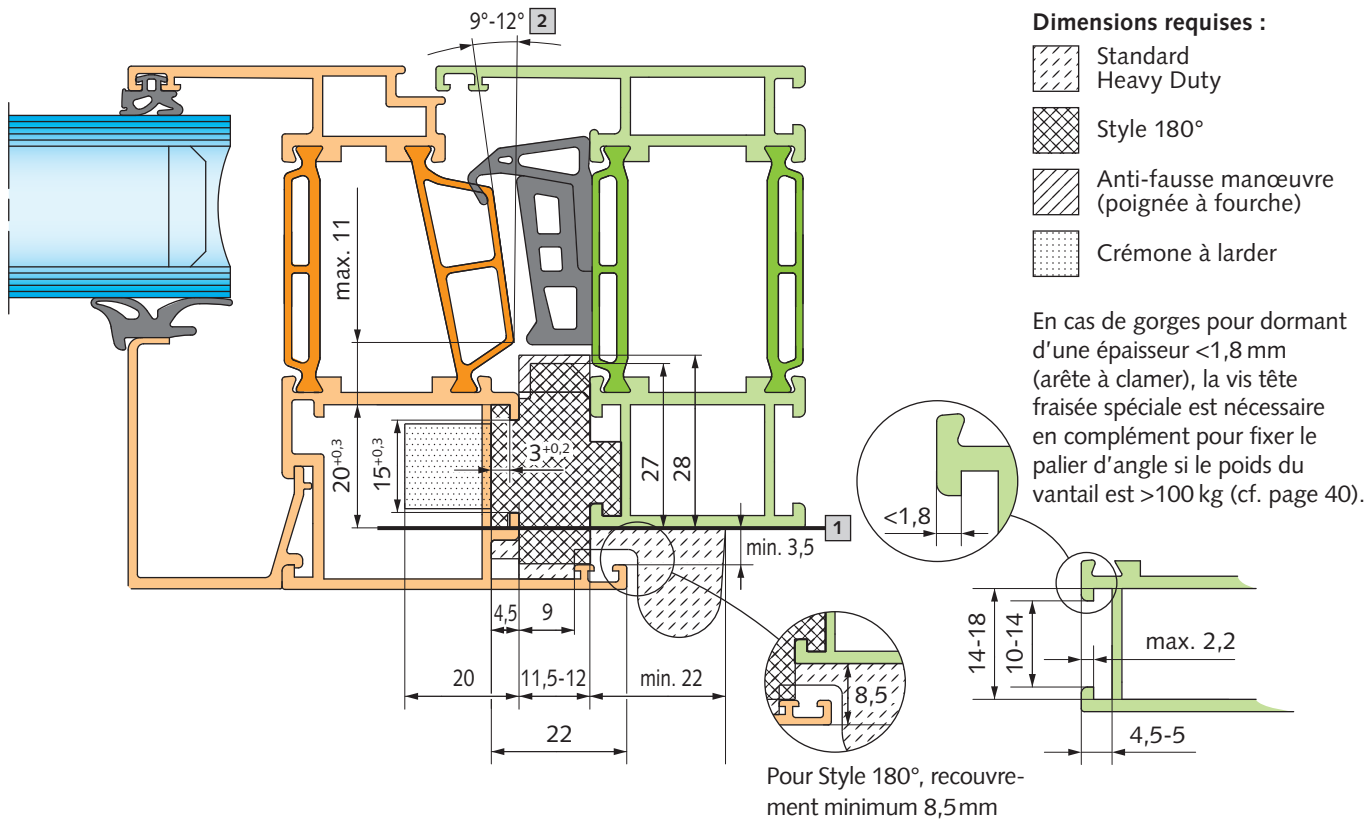 9°-12° 2
Dimensions requises :
Standard
Heavy Duty
Style 180°
Anti-fausse manœuvre
(poignée à fourche)
Crémone à larder
En cas de gorges pour dormant
d'une épaisseur <1,8 mm
(arête à clamer), la vis tête
fraisée spéciale est nécessaire
en complément pour fixer le
palier d'angle si le poids du
vantail est >100 kg (cf. page 40).
max. 11
20+0,3
15+0,3
3+0,2
27
28
1
min. 3,5
<1,8
4,5
9
20
11,5-12
min. 22
22
8,5
14-18
10-14
max. 2,2
4,5-5
Pour Style 180°, recouvre-
ment minimum 8,5 mm